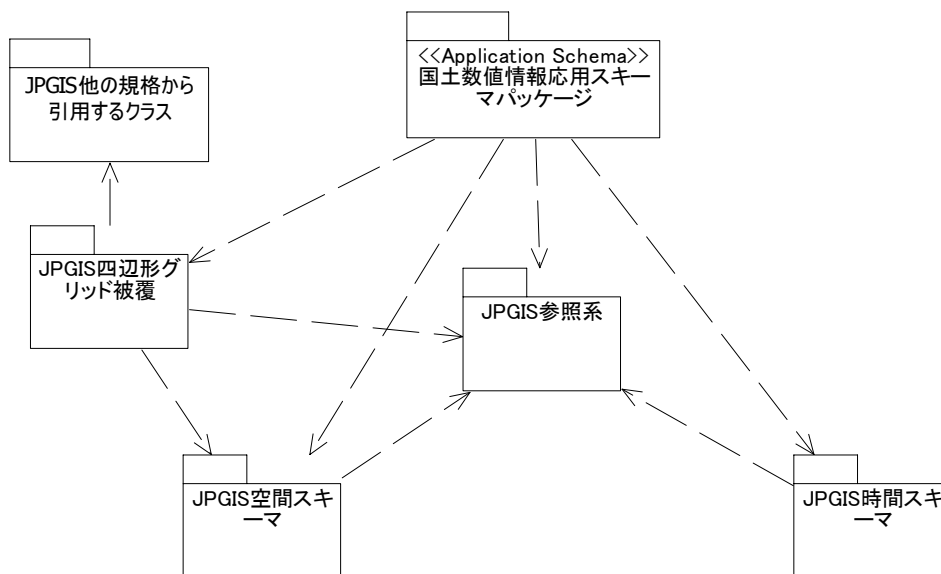 JPGIS他の規格から
引用するクラス
<<Application Schema>>
国土数値情報応用スキー
マパッケージ
JPGIS四辺形グ
リッド被覆
JPGIS参照系
JPGIS空間スキ
ーマ
JPGIS時間スキ
ーマ